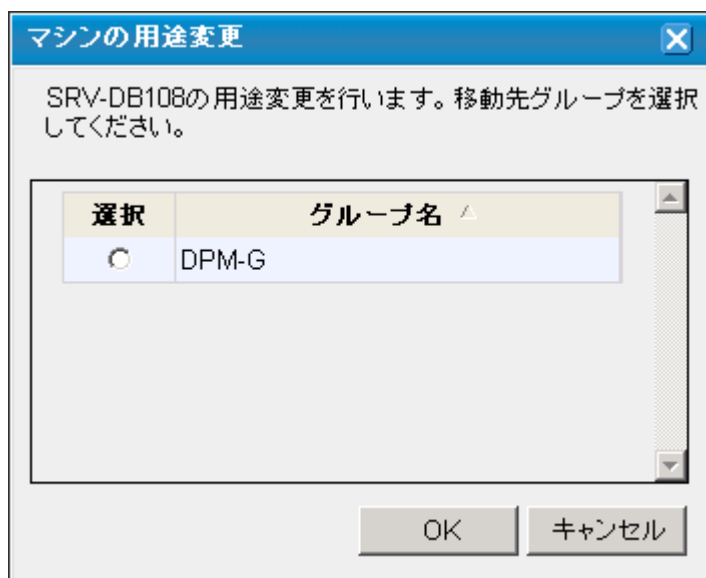 マシンの用途変更
SRV-DB108の用途変更を行います。移動先グループを選択
してください。
選択 グループ名 △
DPM-G
OK キャンセル